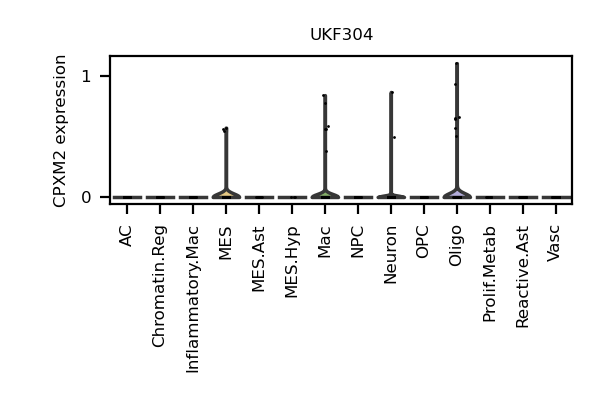 UKF304
CPXM2 expression
1
0
AC
Chromatin.Reg
Inflammatory.Mac
MES
MES.Ast
MES.Hyp
Mac
NPC
Neuron
OPC
Oligo
Prolif.Metab
Reactive.Ast
Vasc